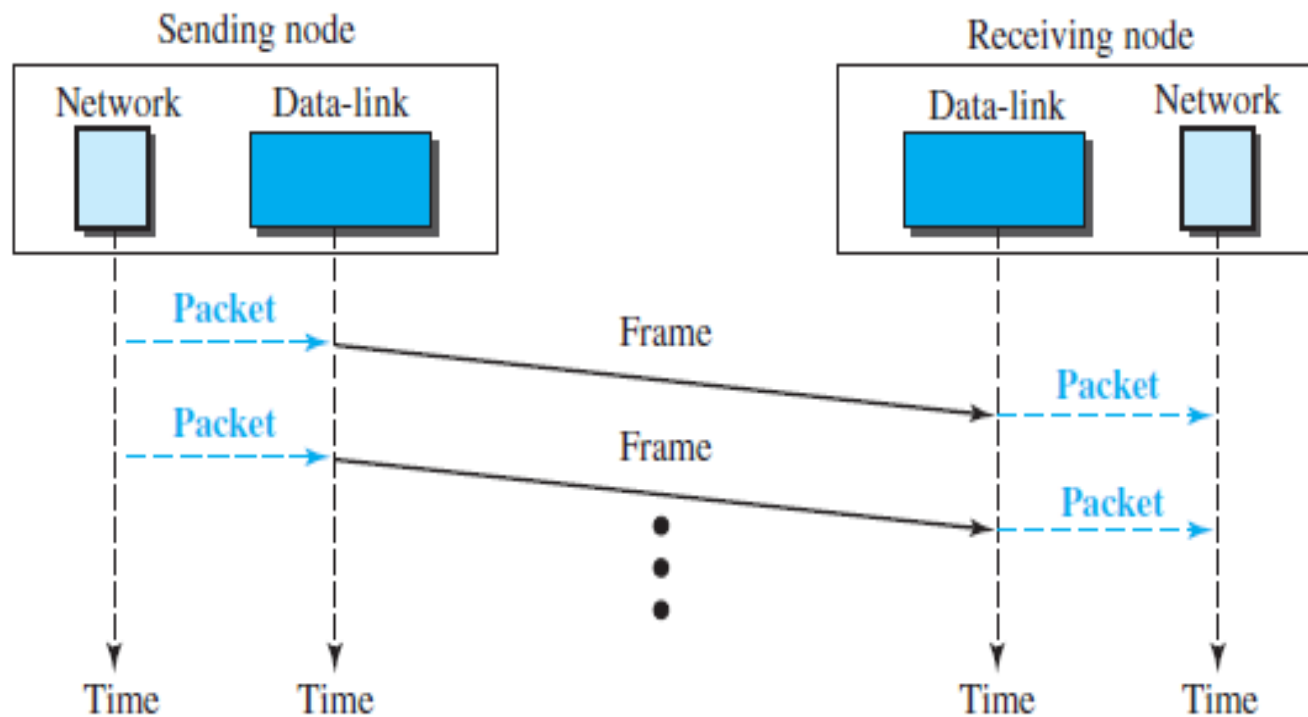 Sending node
Receiving node
Network
Data-link
Data-link
Network
Packet
Frame
Packet
Packet
Frame
Packet
Time
Time
Time
Time